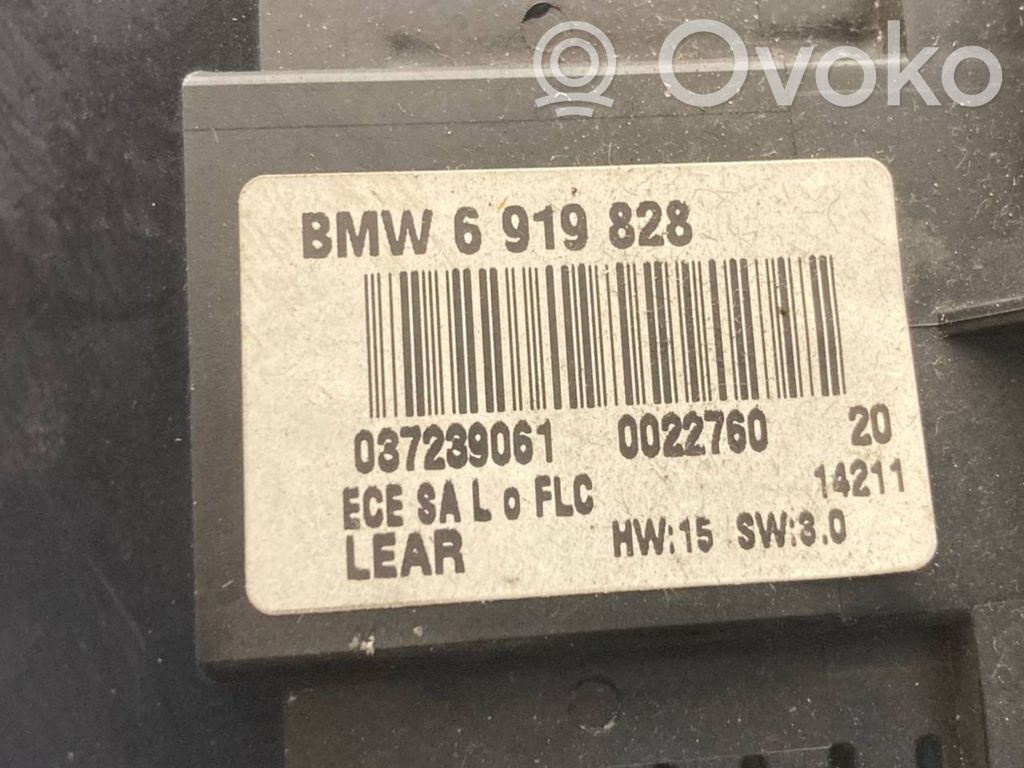 Ovoko
BMW 6 919 828
037239061 0022760 20
ECE SA L o FLC 14211
LEAR HW:15 SW:3.0